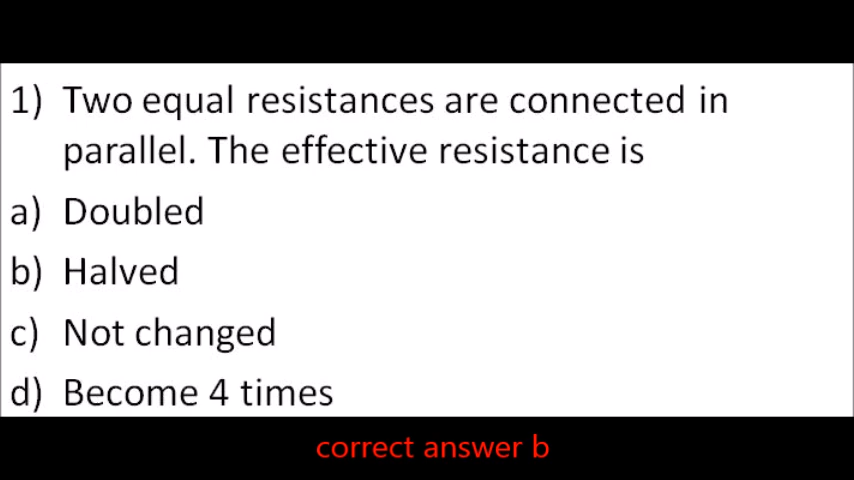 1) Two equal resistances are connected in
parallel. The effective resistance is
a) Doubled
b) Halved
c) Not changed
d) Become 4 times
correct answer b